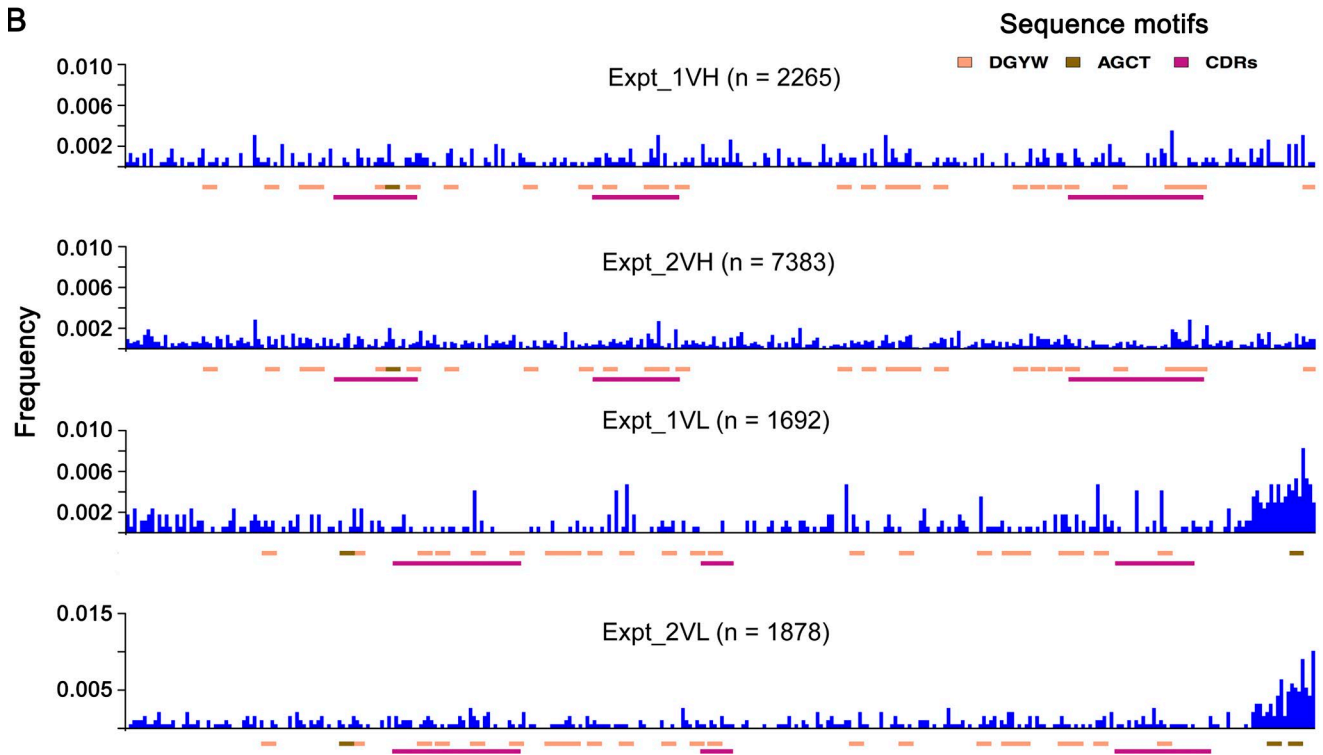 B
Sequence motifs
DGYW AGCT CDRs
Frequency
Expt_1VH (n = 2265)
0.010
0.006
0.002
Expt_2VH (n = 7383)
0.010
0.006
0.002
Expt_1VL (n = 1692)
0.010
0.006
0.002
Expt_2VL (n = 1878)
0.015
0.005